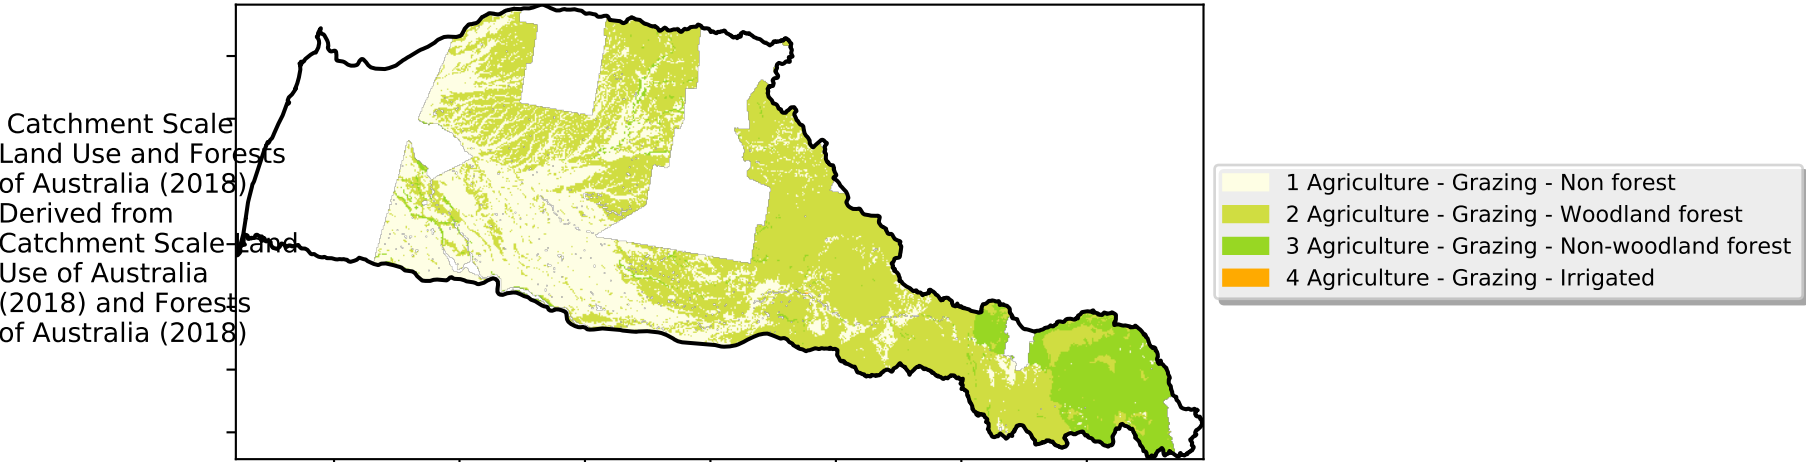 Catchment Scale
Land Use and Forests
of Australia (2018)
Derived from
Catchment Scale Land
Use of Australia
(2018) and Forests
of Australia (2018)
1 Agriculture - Grazing - Non forest
2 Agriculture - Grazing - Woodland forest
3 Agriculture - Grazing - Non-woodland forest
4 Agriculture - Grazing - Irrigated